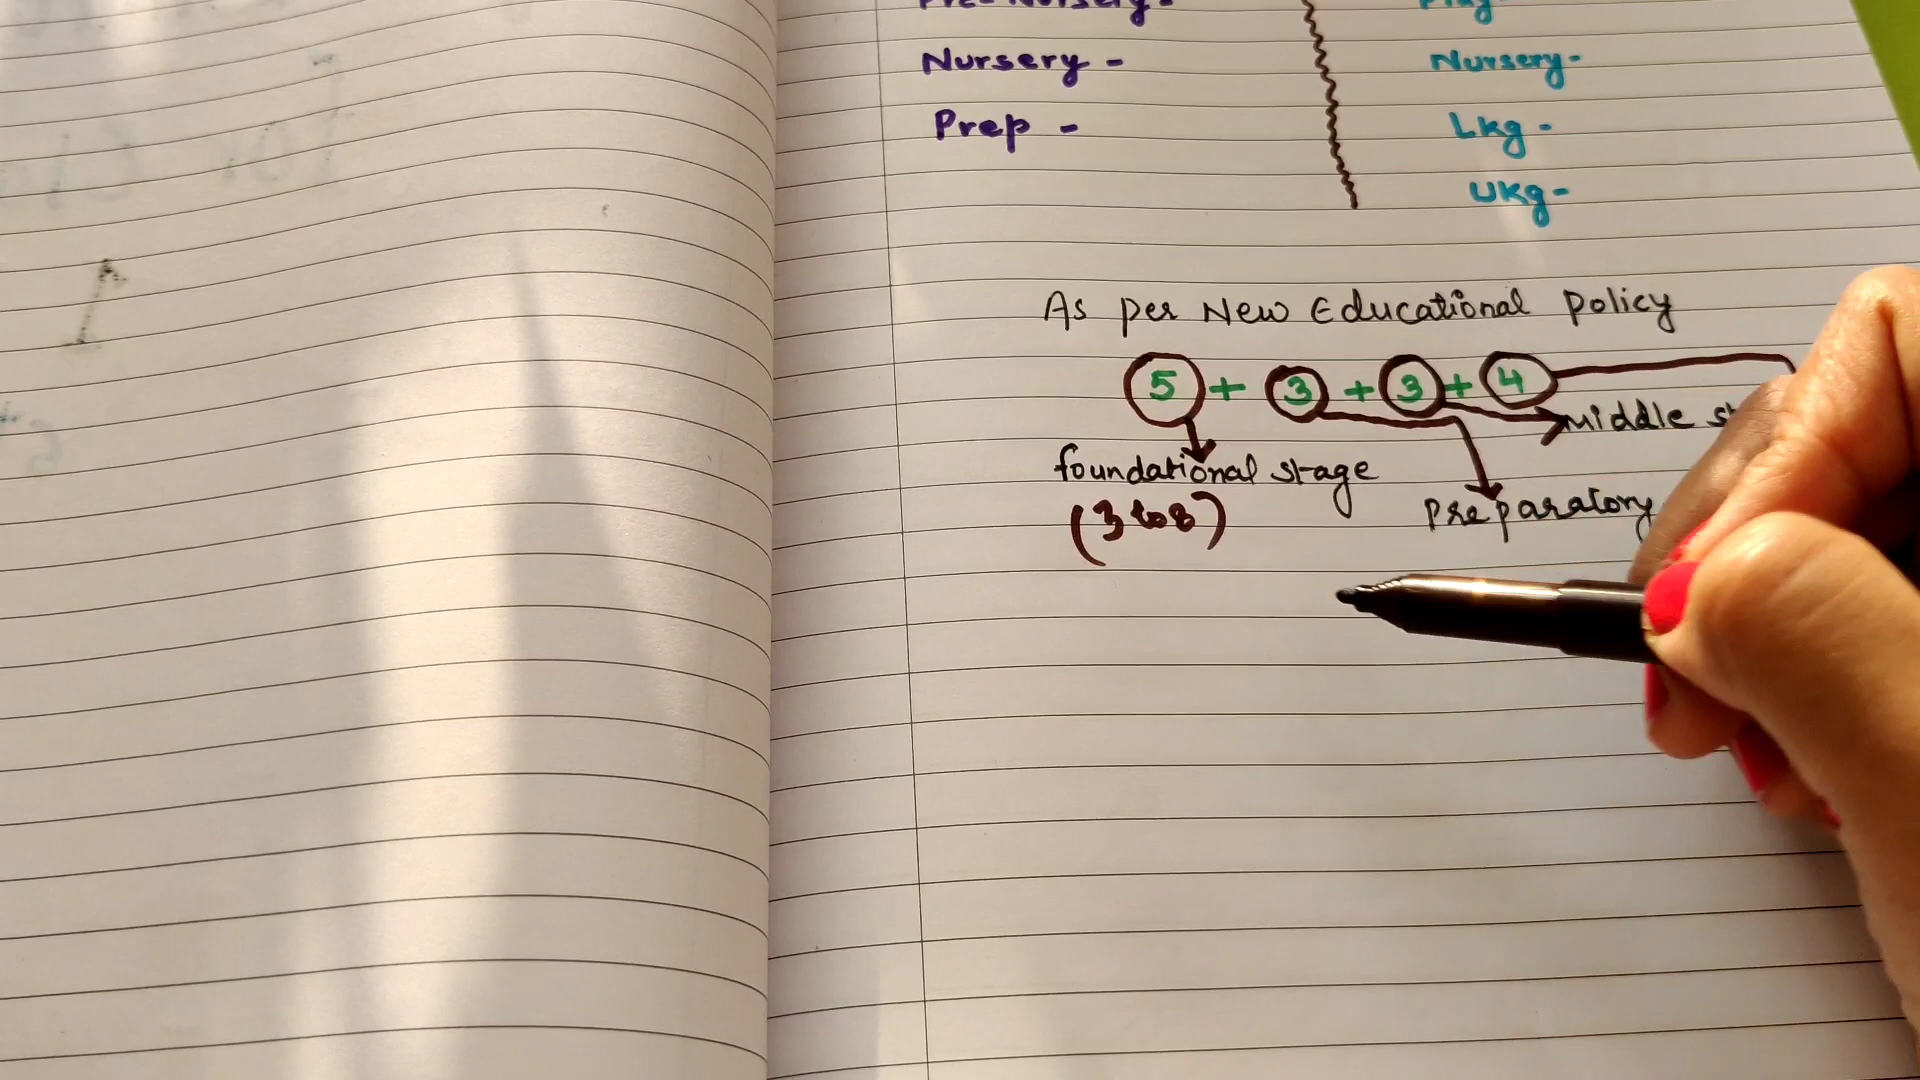 Nursery -
Prep -
Nursery-
Lkg -
Ukg-
As per New Educational Policy
5 + 3 + 3 + 4
Middle
foundational stage
Preparatory
(3 to 8)